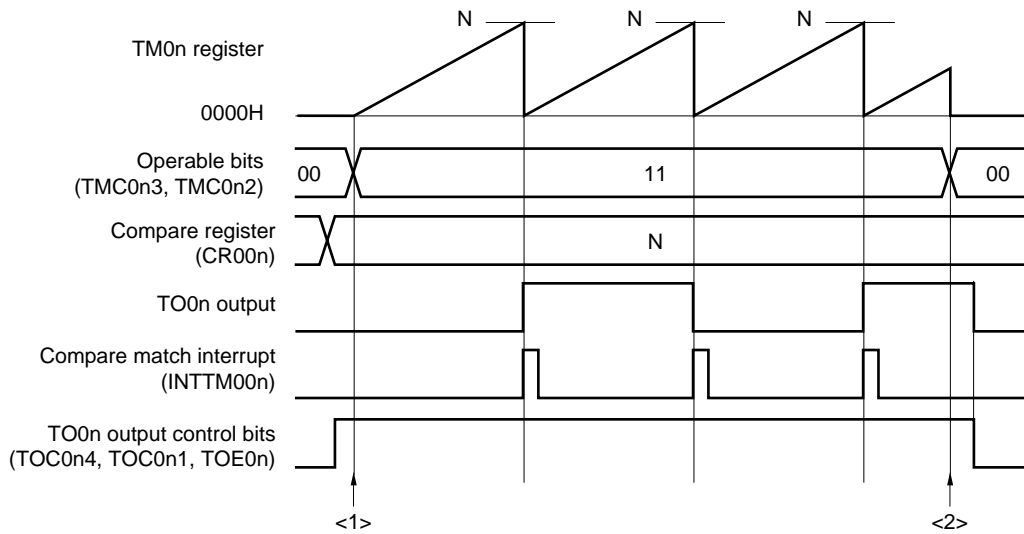 N N N
TM0n register
0000H
Operable bits
(TMC0n3, TMC0n2)
00 11 00
Compare register
(CR00n)
N
TO0n output
Compare match interrupt
(INTTM00n)
TO0n output control bits
(TOC0n4, TOC0n1, TOE0n)
<1> <2>